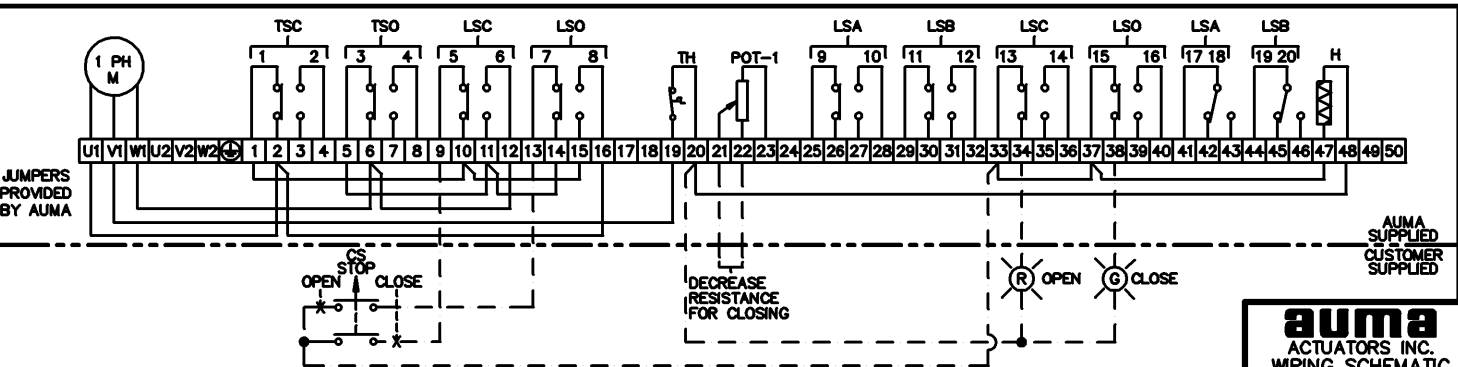 TSC TSO LSC LSO LSA LSB LSC LSO LSA LSB
1 2 3 4 5 6 7 8 TH POT-1 9 10 11 12 13 14 15 16 17 18 19 20 H
1 PH
M
U1 V1 W1 U2 V2 W2 1 2 3 4 5 6 7 8 9 10 11 12 13 14 15 16 17 18 19 20 21 22 23 24 25 26 27 28 29 30 31 32 33 34 35 36 37 38 39 40 41 42 43 44 45 46 47 48 49 50
JUMPERS
PROVIDED
BY AUMA
AUMA
SUPPLIED
CUSTOMER
SUPPLIED
CS
STOP
OPEN CLOSE
DECREASE
RESISTANCE
FOR CLOSING
R OPEN G CLOSE
auma
ACTUATORS INC.
WIRING SCHEMATIC